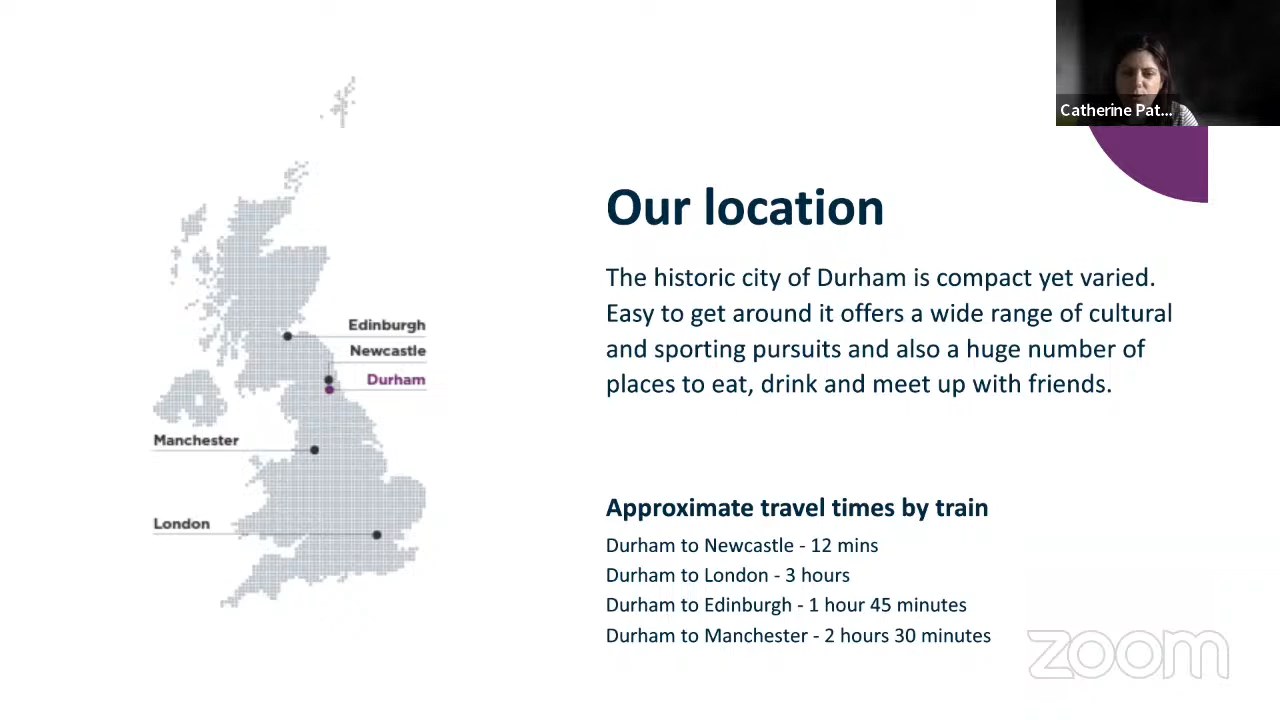 Catherine Pat...
Our location
The historic city of Durham is compact yet varied.
Easy to get around it offers a wide range of cultural
and sporting pursuits and also a huge number of
places to eat, drink and meet up with friends.
Edinburgh
Newcastle
Durham
Manchester
London
Approximate travel times by train
Durham to Newcastle - 12 mins
Durham to London - 3 hours
Durham to Edinburgh - 1 hour 45 minutes
Durham to Manchester - 2 hours 30 minutes
zoom